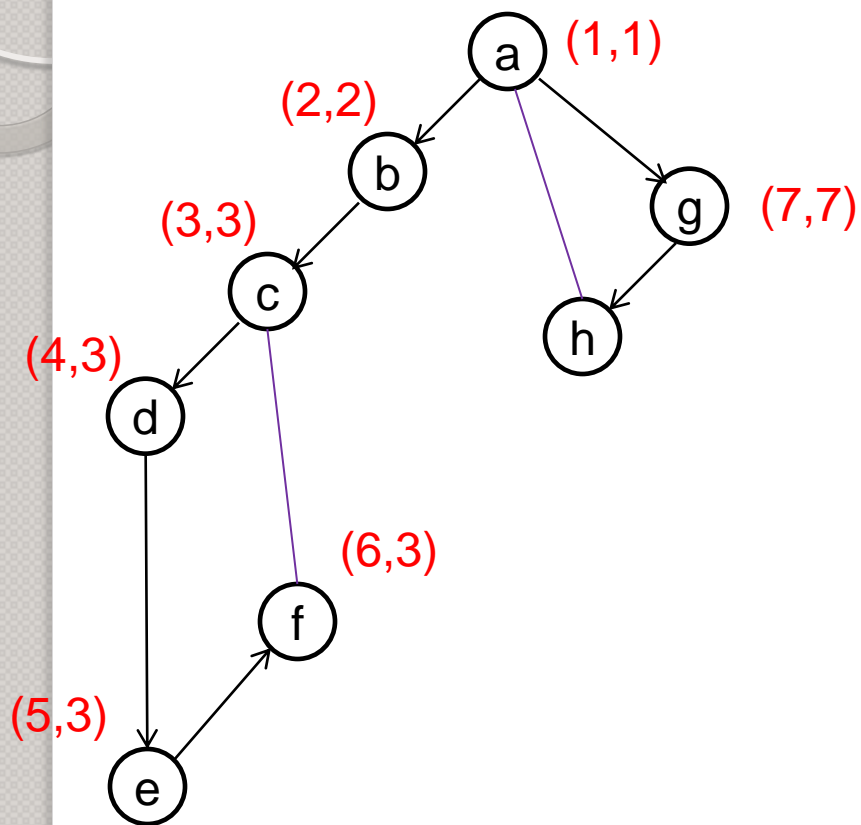 a (1,1)
(2,2)
b
g (7,7)
(3,3)
c
h
(4,3)
d
(6,3)
f
(5,3)
e